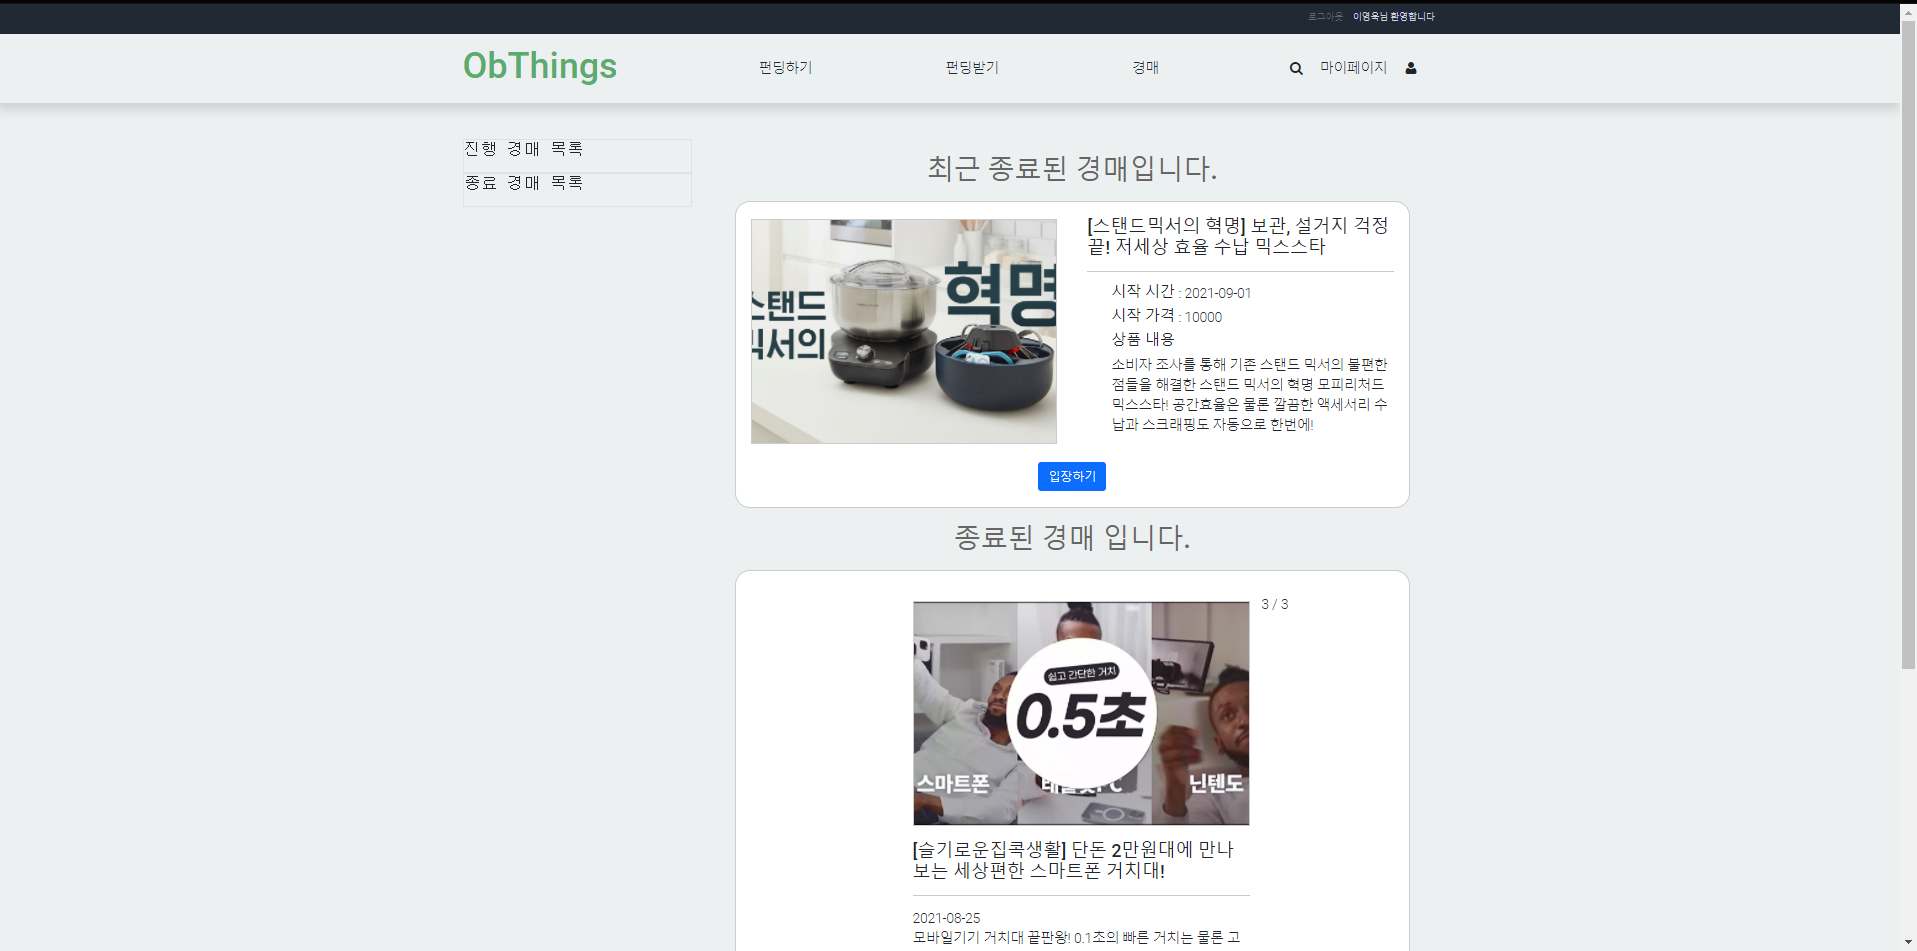 로그아웃 이영욱님 환영합니다
ObThings 펀딩하기 펀딩받기 경매 마이페이지
진행 경매 목록
종료 경매 목록
최근 종료된 경매입니다.
스탠드
믹서의
혁명
[스탠드믹서의 혁명] 보관, 설거지 걱정
끝! 저세상 효율 수납 믹스스타
시작 시간 : 2021-09-01
시작 가격 : 10000
상품 내용
소비자 조사를 통해 기존 스탠드 믹서의 불편한
점들을 해결한 스탠드 믹서의 혁명 모피리처드
믹스스타! 공간효율은 물론 깔끔한 액세서리 수
납과 스크래핑도 자동으로 한번에!
입장하기
종료된 경매 입니다.
3 / 3
쉽고 간단한 거치
0.5초
스마트폰
닌텐도
[슬기로운집콕생활] 단돈 2만원대에 만나
보는 세상편한 스마트폰 거치대!
2021-08-25
모바일기기 거치대 끝판왕! 0.1초의 빠른 거치는 물론 고